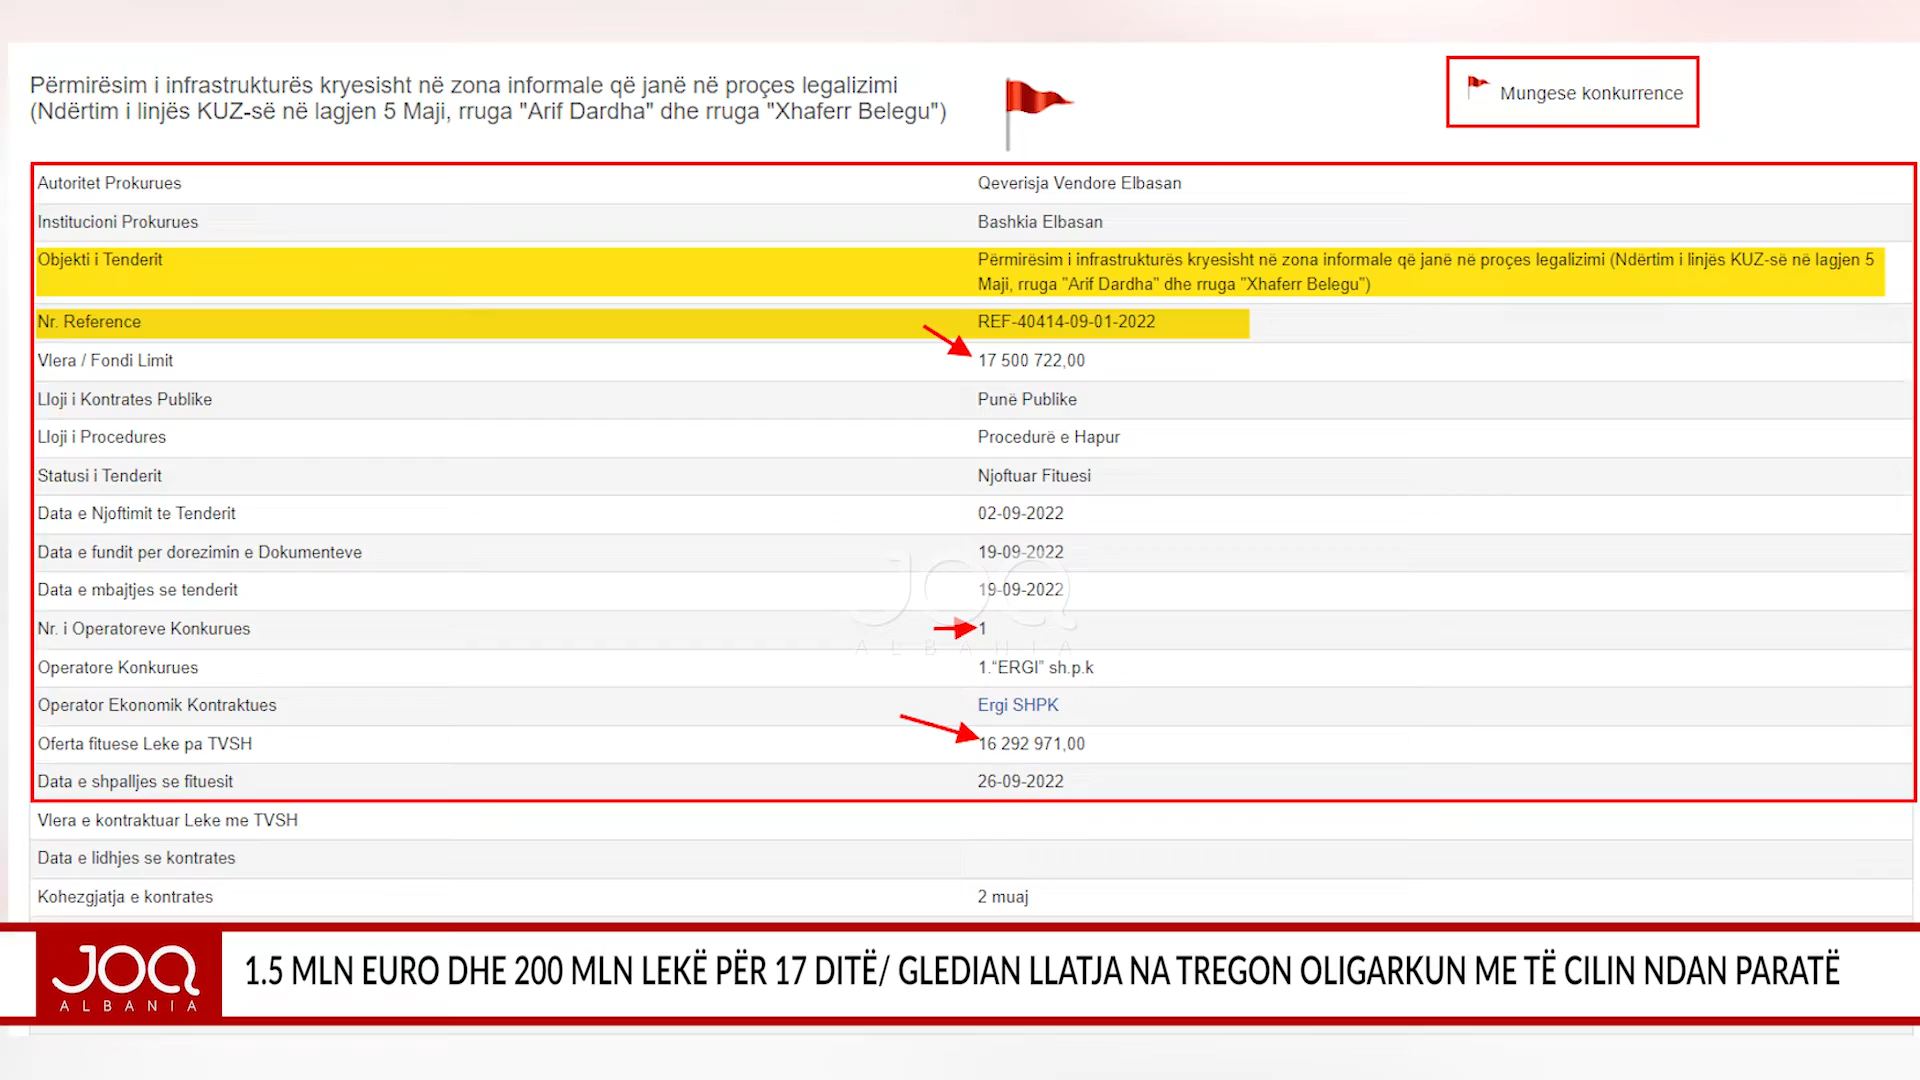 Përmirësim i infrastrukturës kryesisht në zona informale që janë në proçes legalizimi
(Ndërtim i linjës KUZ-së në lagjen 5 Maji, rruga "Arif Dardha" dhe rruga "Xhaferr Belegu")
Mungese konkurrence
Autoritet Prokurues Qeverisja Vendore Elbasan
Institucioni Prokurues Bashkia Elbasan
Objekti i Tenderit Përmirësim i infrastrukturës kryesisht në zona informale që janë në proçes legalizimi (Ndërtim i linjës KUZ-së në lagjen 5
Maji, rruga "Arif Dardha" dhe rruga "Xhaferr Belegu")
Nr. Reference REF-40414-09-01-2022
Vlera / Fondi Limit 17 500 722,00
Lloji i Kontrates Publike Punë Publike
Lloji i Procedures Procedurë e Hapur
Statusi i Tenderit Njoftuar Fituesi
Data e Njoftimit te Tenderit 02-09-2022
Data e fundit per dorezimin e Dokumenteve 19-09-2022
Data e mbajtjes se tenderit 19-09-2022
Nr. i Operatoreve Konkurues 1
Operatore Konkurues 1."ERGI" sh.p.k
Operator Ekonomik Kontraktues Ergi SHPK
Oferta fituese Leke pa TVSH 16 292 971,00
Data e shpalljes se fituesit 26-09-2022
Vlera e kontraktuar Leke me TVSH
Data e lidhjes se kontrates
Kohezgjatja e kontrates 2 muaj
JOQ
ALBANIA
JOQ
ALBANIA
1.5 MLN EURO DHE 200 MLN LEKË PËR 17 DITË/ GLEDIAN LLATJA NA TREGON OLIGARKUN ME TË CILIN NDAN PARATË